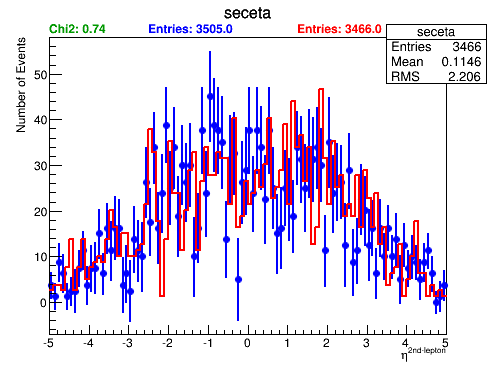 seceta
Chi2: 0.74 Entries: 3505.0 Entries: 3466.0
seceta
Entries 3466
Mean 0.1146
RMS 2.206
Number of Events
50
40
30
20
10
0
-5 -4 -3 -2 -1 0 1 2 3 4 5
η2nd-lepton